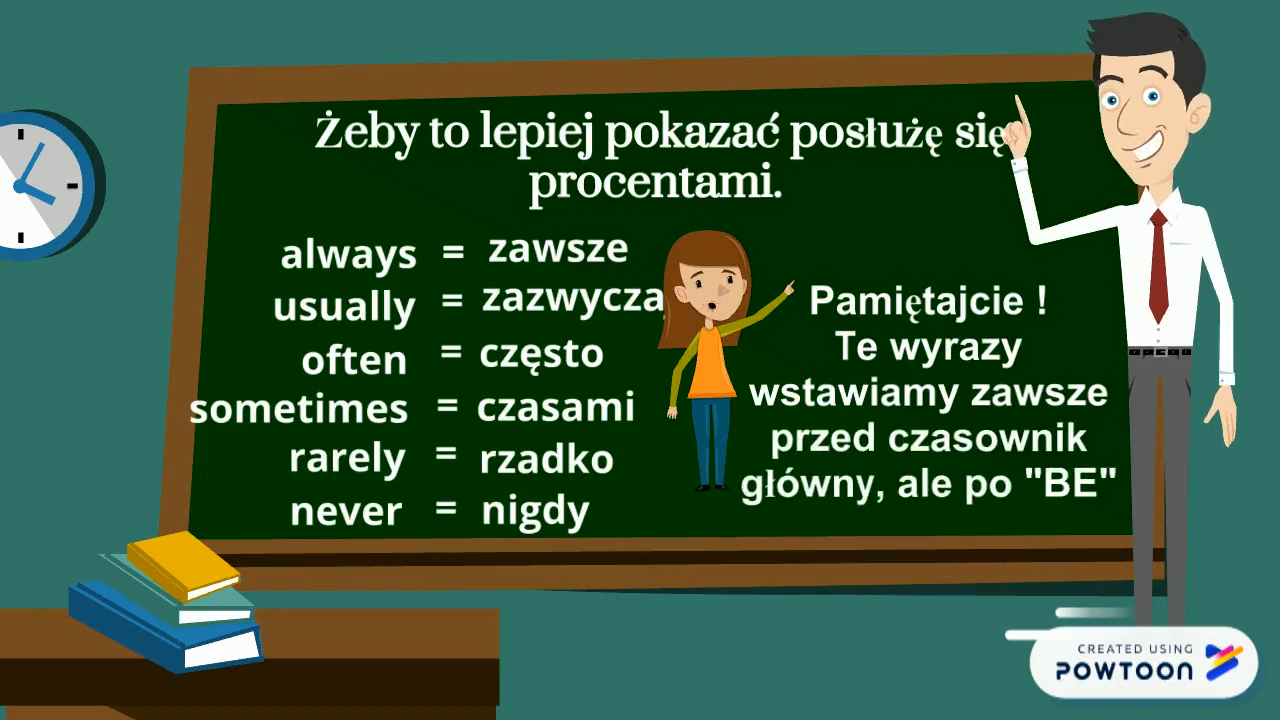 Żeby to lepiej pokazać posłużę się
procentami.
always = zawsze
usually =
often = często
sometimes = czasami
rarely = rzadko
never = nigdy
Pamiętajcie !
Te wyrazy
wstawiamy zawsze
przed czasownik
główny, ale po "BE"
CREATED USING
POWTOON